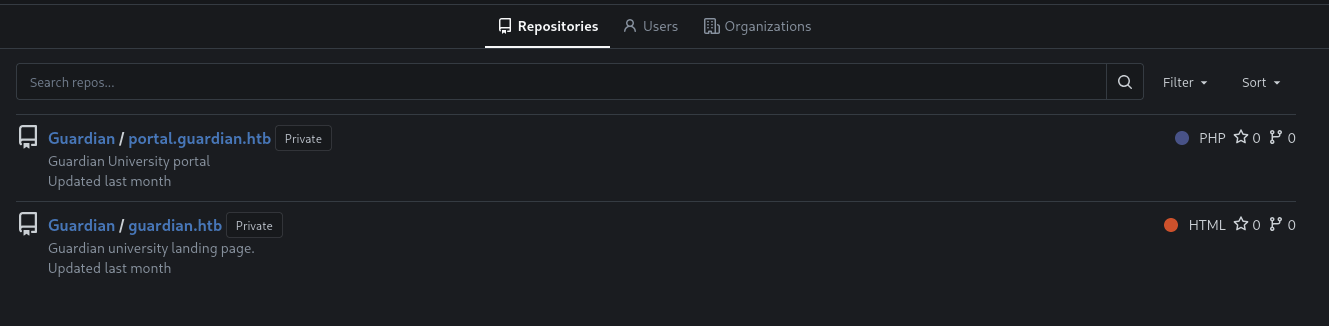 Repositories Users Organizations
Search repos... Filter Sort
Guardian / portal.guardian.htb Private PHP 0 0
Guardian University portal
Updated last month
Guardian / guardian.htb Private HTML 0 0
Guardian university landing page.
Updated last month